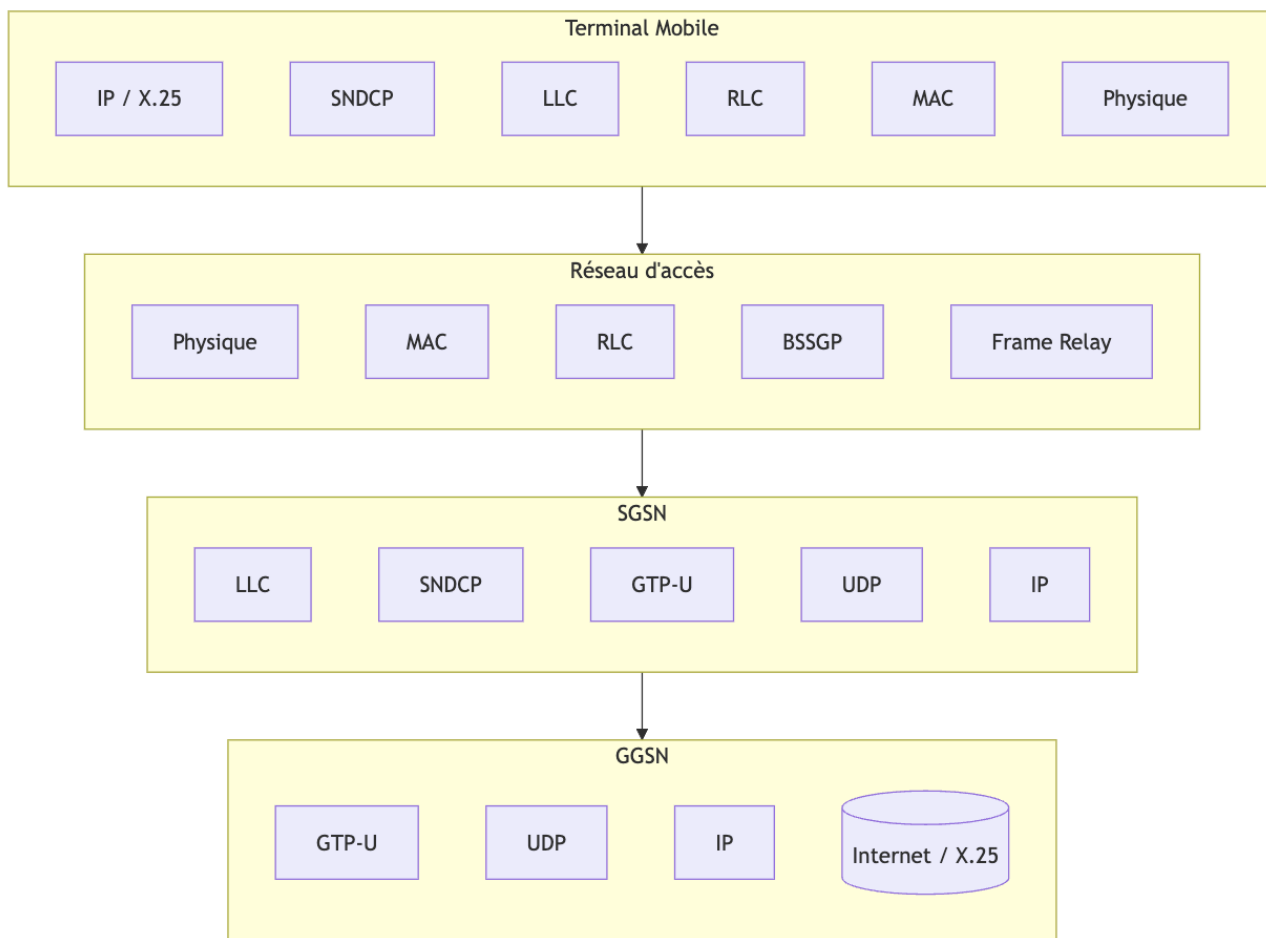 Terminal Mobile
IP / X.25
SNDCP
LLC
RLC
MAC
Physique
Réseau d'accès
Physique
MAC
RLC
BSSGP
Frame Relay
SGSN
LLC
SNDCP
GTP-U
UDP
IP
GGSN
GTP-U
UDP
IP
Internet / X.25